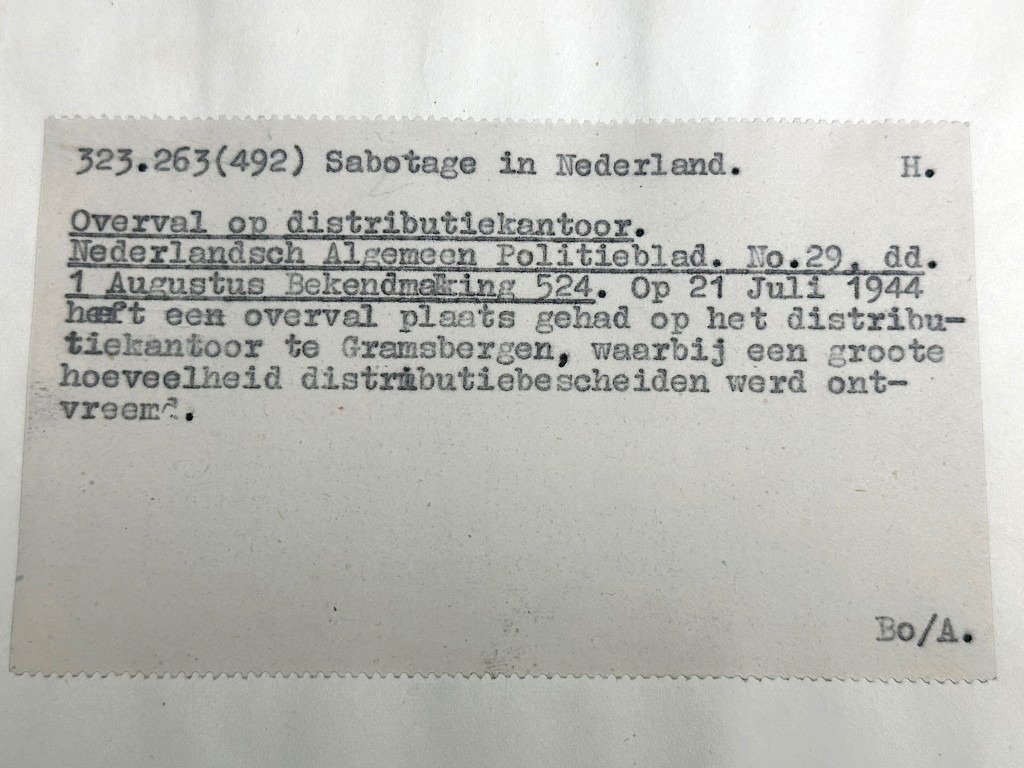 323.263(492) Sabotage in Nederland. H.
Overval op distributiekantoor.
Nederlandsch Algemeen Politieblad. No.29, dd.
1 Augustus Bekendmaking 524. Op 21 Juli 1944
heeft een overval plaats gehad op het distribu-
tiekantoor te Gramsbergen, waarbij een groote
hoeveelheid distributiebescheiden werd ont-
vreemd.
Bo/A.